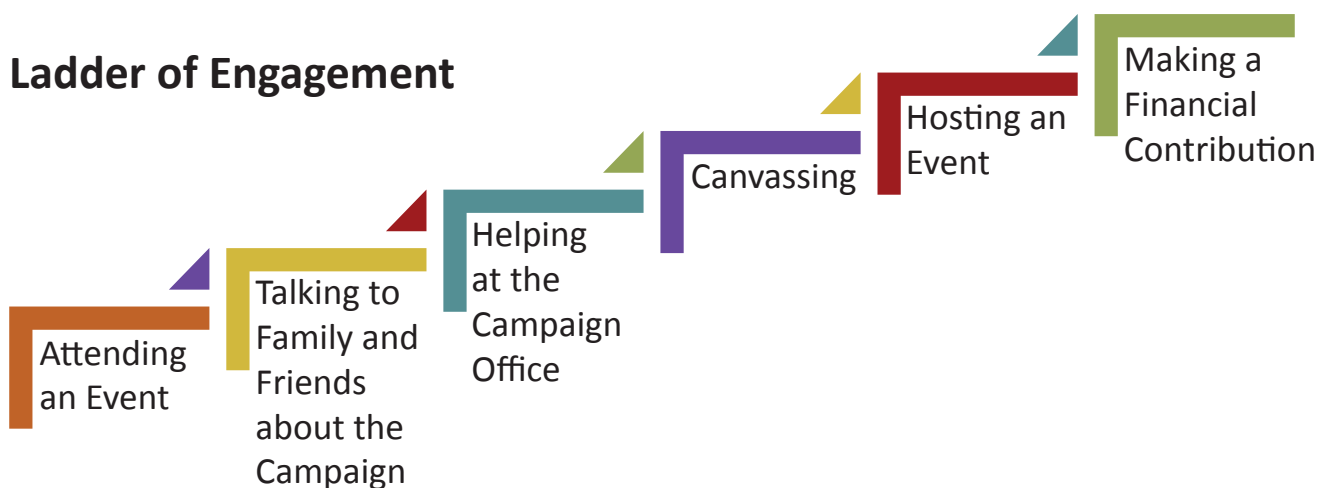 Ladder of Engagement
Attending
an Event
Talking to
Family and
Friends
about the
Campaign
Helping
at the
Campaign
Office
Canvassing
Hosting an
Event
Making a
Financial
Contribution